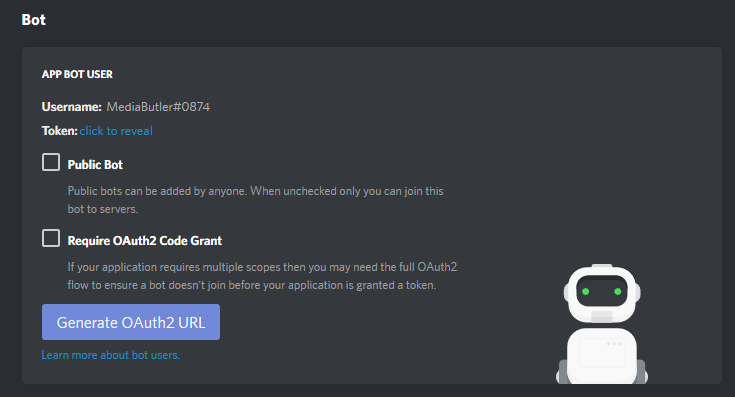 Bot
APP BOT USER
Username: MediaButler#0874
Token: click to reveal
Public Bot
Public bots can be added by anyone. When unchecked only you can join this
bot to servers.
Require OAuth2 Code Grant
If your application requires multiple scopes then you may need the full OAuth2
flow to ensure a bot doesn't join before your application is granted a token.
Generate OAuth2 URL
Learn more about bot users.